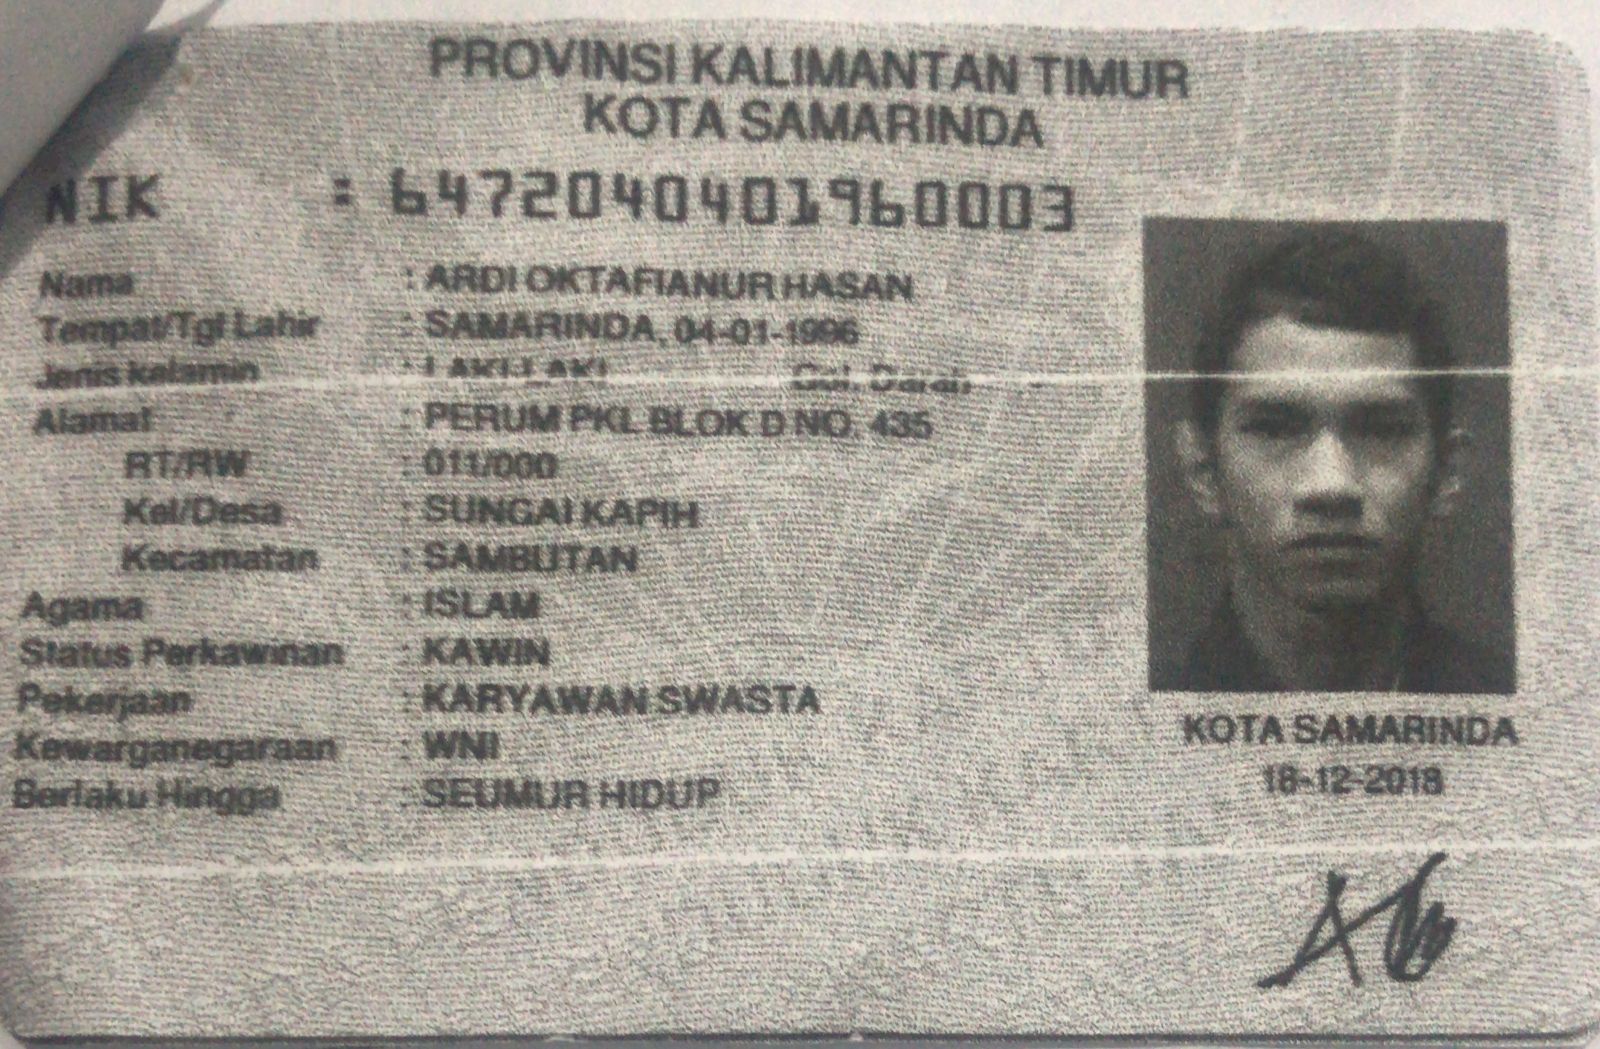 PROVINSI KALIMANTAN TIMUR
KOTA SAMARINDA
NIK : 6472040401960003
Nama : ARDI OKTAFIANUR HASAN
Tempat/Tgl Lahir : SAMARINDA, 04-01-1996
Jenis kelamin : LAKI-LAKI Gol. Darah -
Alamat : PERUM PKL BLOK D NO. 435
RT/RW : 011/000
Kel/Desa : SUNGAI KAPIH
Kecamatan : SAMBUTAN
Agama : ISLAM
Status Perkawinan : KAWIN
Pekerjaan : KARYAWAN SWASTA
Kewarganegaraan : WNI
Berlaku Hingga : SEUMUR HIDUP
KOTA SAMARINDA
18-12-2018